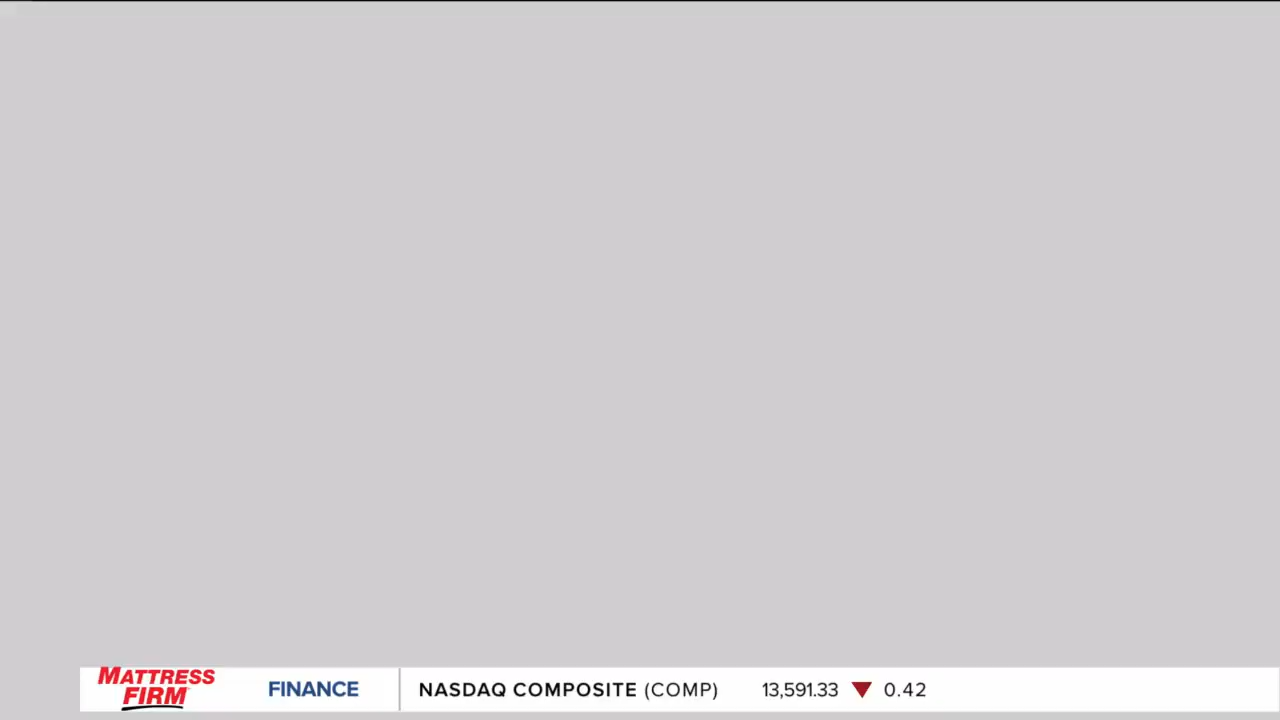 MATTRESS
FIRM
FINANCE
NASDAQ COMPOSITE (COMP) 13,591.33 ▼ 0.42